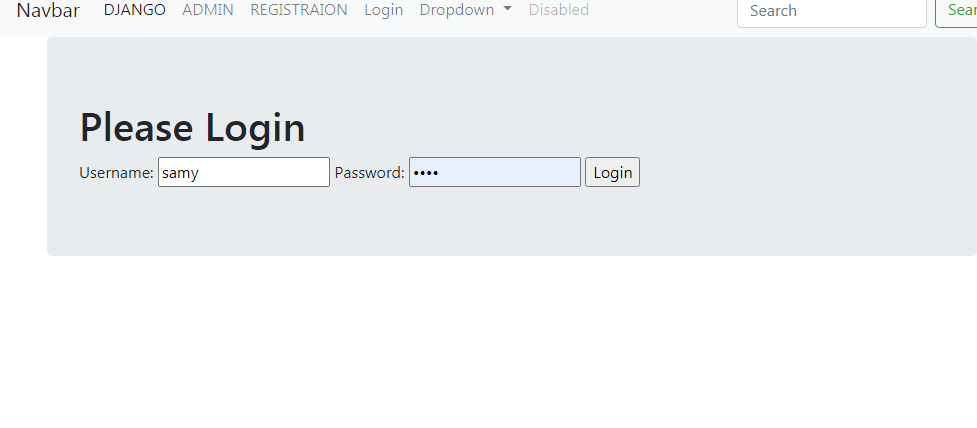 Navbar DJANGO ADMIN REGISTRAION Login Dropdown Disabled Search Sear
Please Login
Username: samy Password: •••• Login